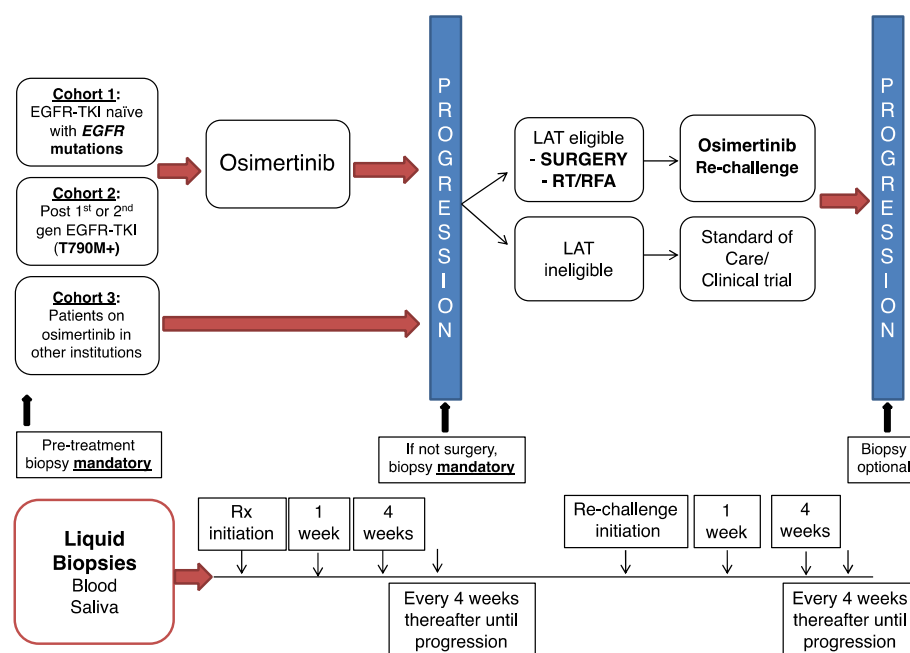 Cohort 1:
EGFR-TKI naïve
with EGFR
mutations
Cohort 2:
Post 1st or 2nd
gen EGFR-TKI
(T790M+)
Cohort 3:
Patients on
osimertinib in
other institutions
Osimertinib
PROGRESSION
LAT eligible
- SURGERY
- RT/RFA
Osimertinib
Re-challenge
LAT
ineligible
Standard of
Care/
Clinical trial
PROGRESSION
Pre-treatment
biopsy mandatory
If not surgery,
biopsy mandatory
Biopsy
optional
Liquid
Biopsies
Blood
Saliva
Rx
initiation
1
week
4
weeks
Every 4 weeks
thereafter until
progression
Re-challenge
initiation
1
week
4
weeks
Every 4 weeks
thereafter until
progression